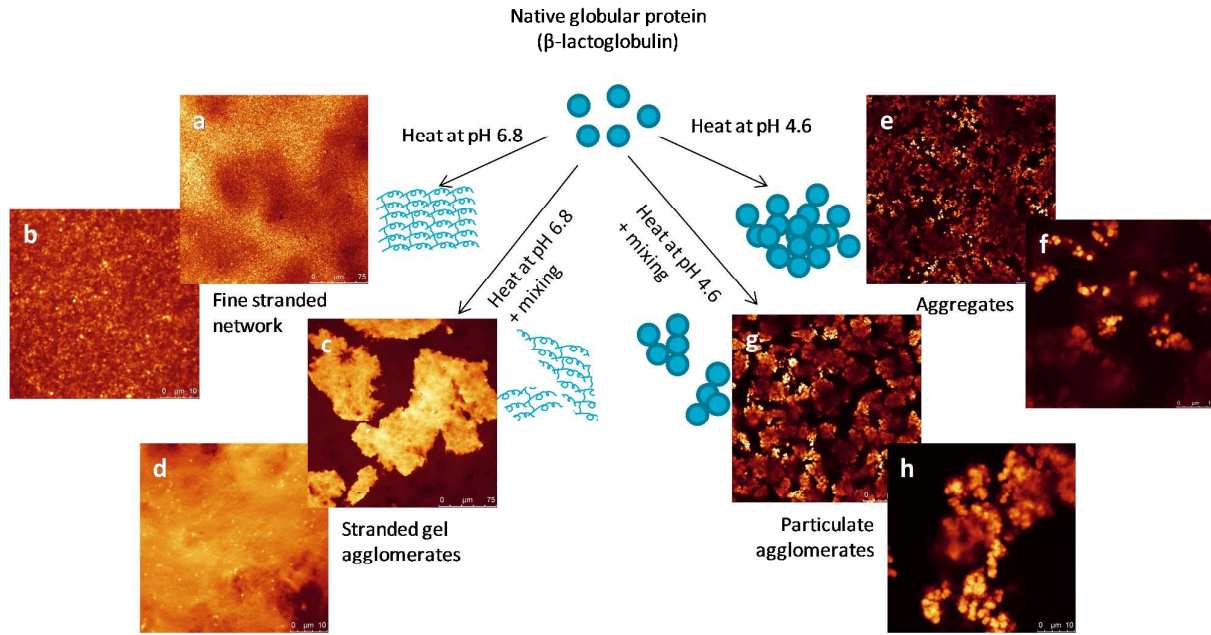 Native globular protein
(β-lactoglobulin)
a
Heat at pH 6.8
Heat at pH 4.6
e
b
0 µm 75
f
Heat at pH 6.8
+ mixing
Heat at pH 4.6
+ mixing
Fine stranded
network
Aggregates
c
g
0 µm 10
d
0 µm 75
h
Stranded gel
agglomerates
Particulate
agglomerates
0 µm 10
0 µm 10